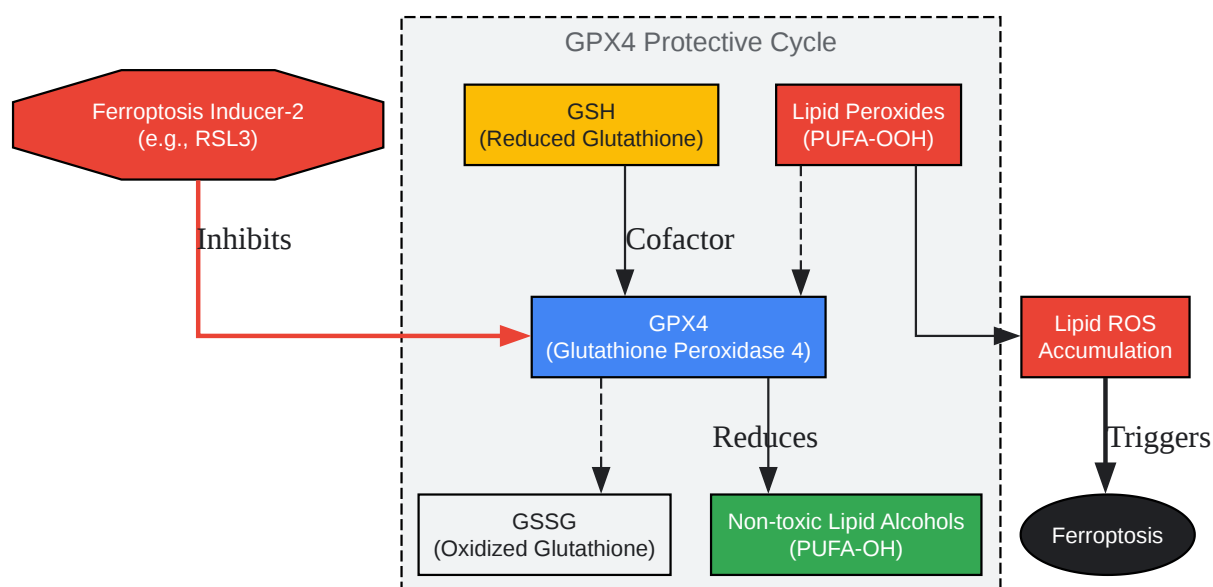 GPX4 Protective Cycle
Ferroptosis Inducer-2
(e.g., RSL3)
GSH
(Reduced Glutathione)
Lipid Peroxides
(PUFA-OOH)
Inhibits
Cofactor
GPX4
(Glutathione Peroxidase 4)
Lipid ROS
Accumulation
Reduces
Triggers
GSSG
(Oxidized Glutathione)
Non-toxic Lipid Alcohols
(PUFA-OH)
Ferroptosis